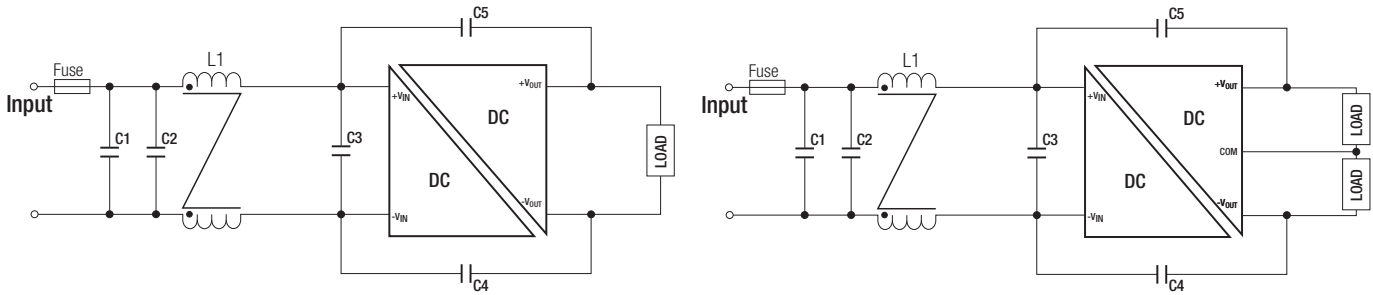 C5
Fuse
L1
Input
+VIN
+VOUT
DC
C1
C2
C3
DC
LOAD
-VIN
-VOUT
C4
C5
Fuse
L1
Input
+VIN
+VOUT
DC
LOAD
C1
C2
C3
COM
DC
LOAD
-VIN
-VOUT
C4